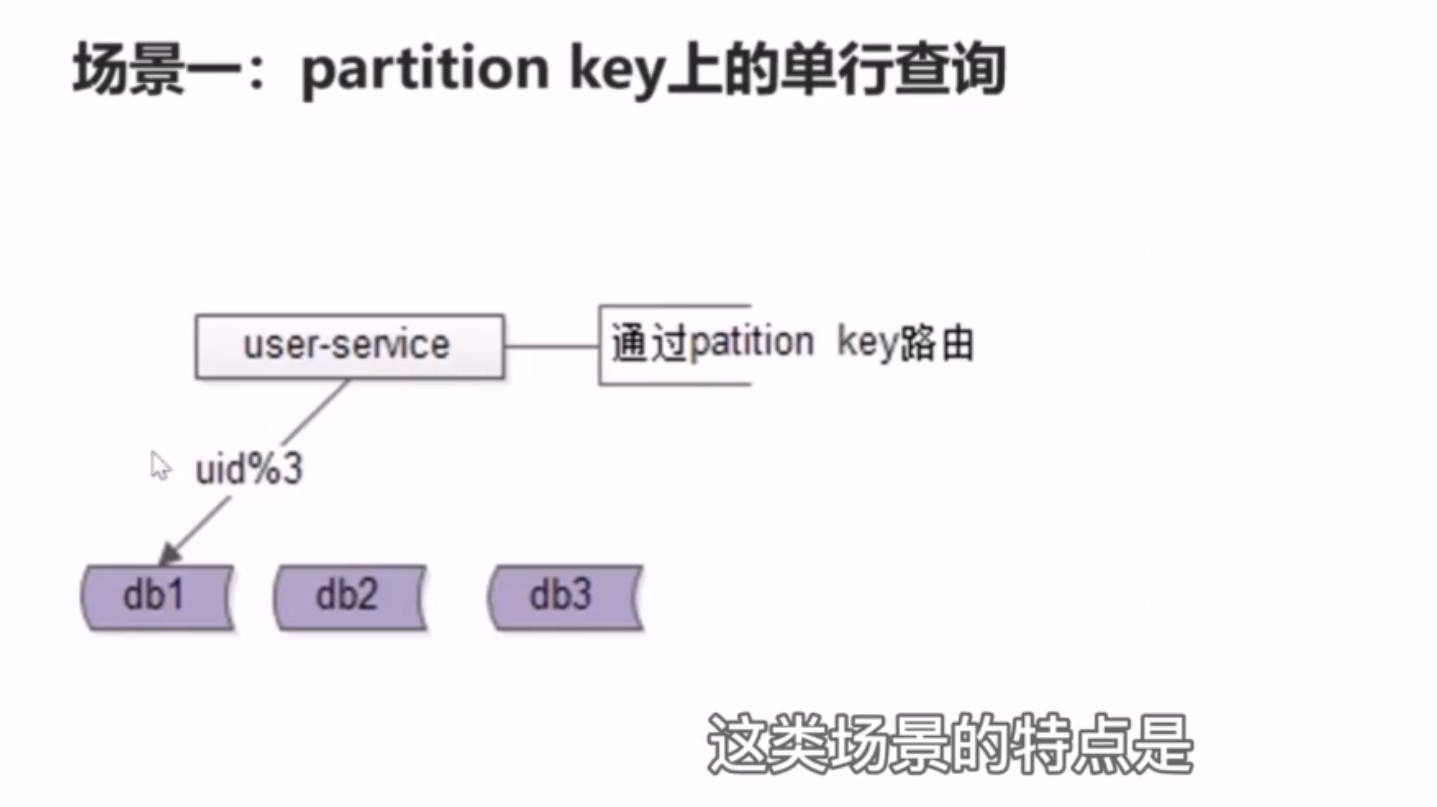 场景一：partition key上的单行查询
user-service
通过patition key路由
uid%3
db1
db2
db3
这类场景的特点是